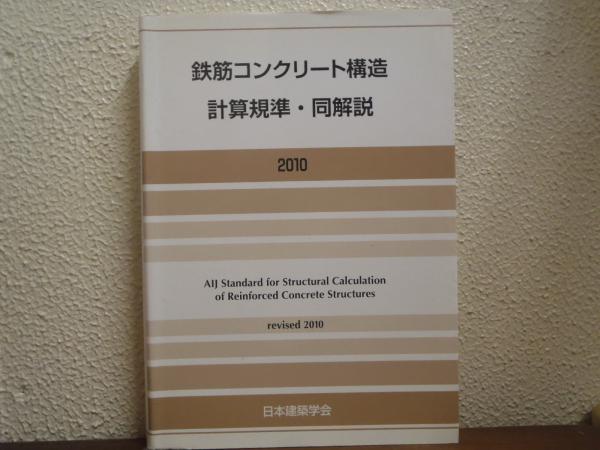 鉄筋コンクリート構造
計算規準・同解説
2010
AIJ Standard for Structural Calculation
of Reinforced Concrete Structures
revised 2010
日本建築学会